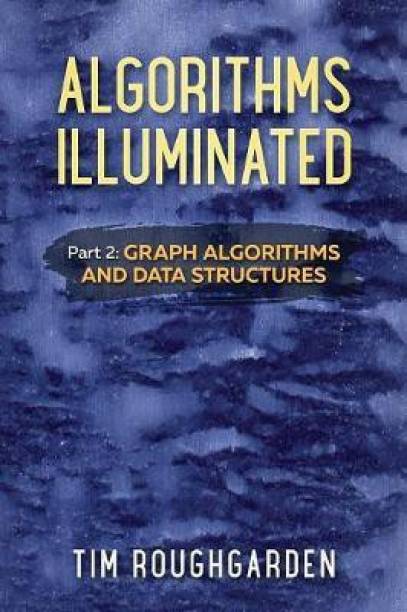 ALGORITHMS
ILLUMINATED
Part 2: GRAPH ALGORITHMS
AND DATA STRUCTURES
TIM ROUGHGARDEN